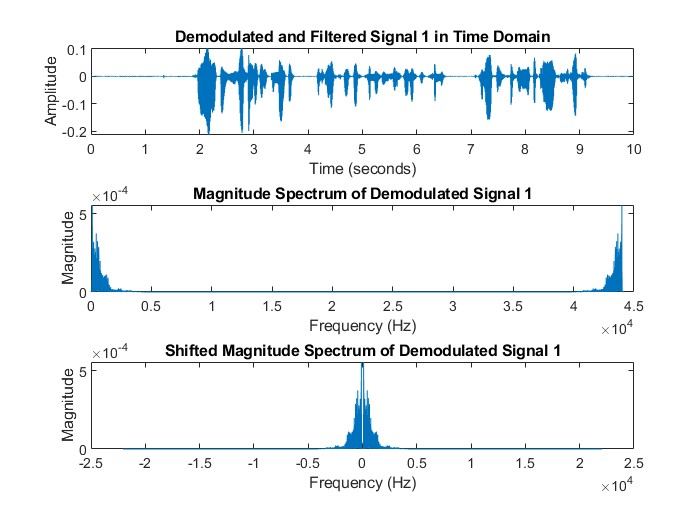 Demodulated and Filtered Signal 1 in Time Domain
0.1
0
-0.1
-0.2
Amplitude
0 1 2 3 4 5 6 7 8 9 10
Time (seconds)
×10⁻⁴
Magnitude Spectrum of Demodulated Signal 1
5
0
Magnitude
0 0.5 1 1.5 2 2.5 3 3.5 4 4.5
Frequency (Hz)
×10⁴
×10⁻⁴
Shifted Magnitude Spectrum of Demodulated Signal 1
5
0
Magnitude
-2.5 -2 -1.5 -1 -0.5 0 0.5 1 1.5 2 2.5
Frequency (Hz)
×10⁴